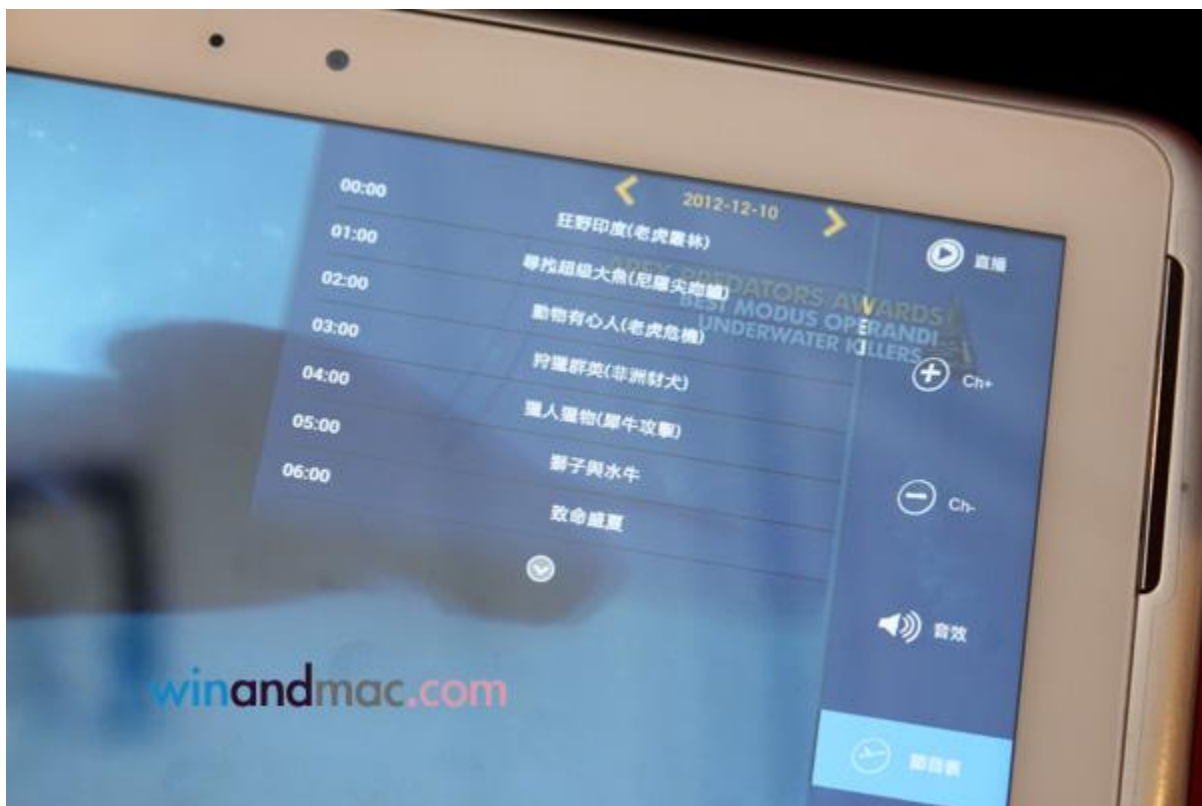 2012-12-10
00:00 狂野印度(老虎叢林)
01:00 尋找超級大魚(尼羅尖吻鱸)
02:00 動物有心人(老虎危機)
03:00 狩獵群英(非洲豺犬)
04:00 獵人獵物(犀牛攻擊)
05:00 獅子與水牛
06:00 致命盛夏
APEX PREDATORS AWARDS
BEST MODUS OPERANDI
UNDERWATER KILLERS
直播
Ch+
Ch-
音效
節目表
winandmac.com